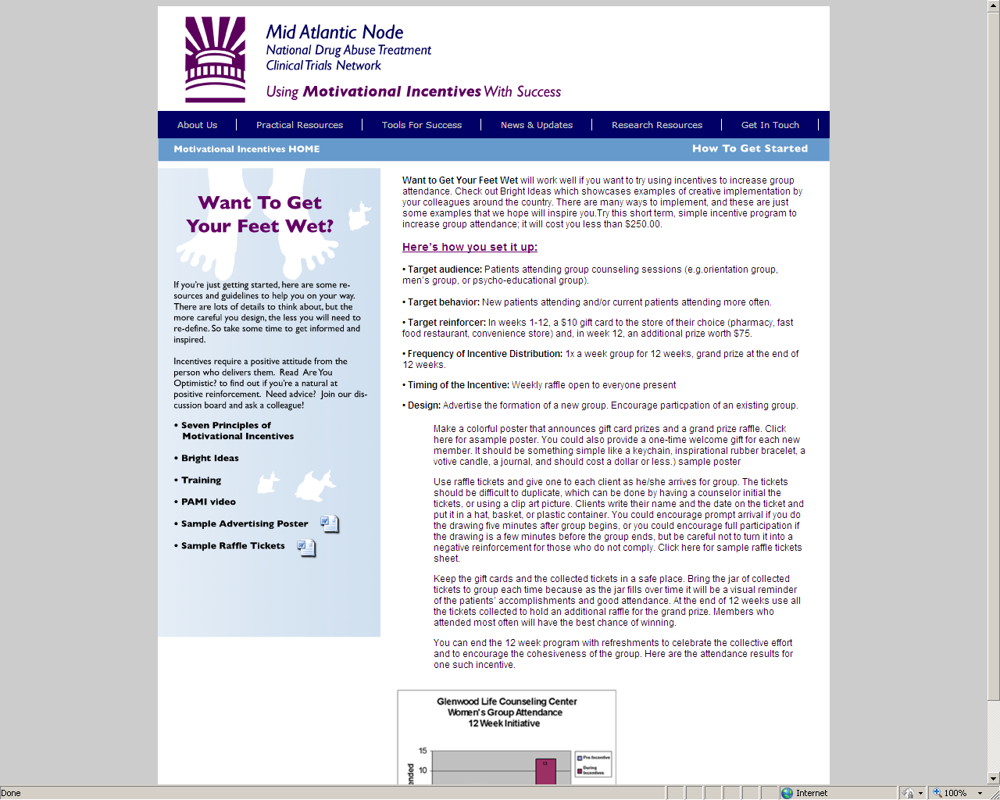 Mid Atlantic Node
National Drug Abuse Treatment
Clinical Trials Network
Using Motivational Incentives With Success
About Us
Practical Resources
Tools For Success
News & Updates
Research Resources
Get In Touch
Motivational Incentives HOME
How To Get Started
Want To Get
Your Feet Wet?
If you're just getting started, here are some re-
sources and guidelines to help you on your way.
There are lots of details to think about, but the
more careful you design, the less you will need to
re-define. So take some time to get informed and
inspired.
Incentives require a positive attitude from the
person who delivers them. Read Are You
Optimistic? to find out if you're a natural at
positive reinforcement. Need advice? Join our dis-
cussion board and ask a colleague!
• Seven Principles of
Motivational Incentives
• Bright Ideas
• Training
• PAMI video
• Sample Advertising Poster
• Sample Raffle Tickets
Want to Get Your Feet Wet will work well if you want to try using incentives to increase group
attendance. Check out Bright Ideas which showcases examples of creative implementation by
your colleagues around the country. There are many ways to implement, and these are just
some examples that we hope will inspire you.Try this short term, simple incentive program to
increase group attendance; it will cost you less than $250.00.
Here's how you set it up:
• Target audience: Patients attending group counseling sessions (e.g.orientation group,
men's group, or psycho-educational group).
• Target behavior: New patients attending and/or current patients attending more often.
• Target reinforcer: In weeks 1-12, a $10 gift card to the store of their choice (pharmacy, fast
food restaurant, convenience store) and, in week 12, an additional prize worth $75.
• Frequency of Incentive Distribution: 1x a week group for 12 weeks, grand prize at the end of
12 weeks.
• Timing of the Incentive: Weekly raffle open to everyone present
• Design: Advertise the formation of a new group. Encourage particpation of an existing group.
Make a colorful poster that announces gift card prizes and a grand prize raffle. Click
here for asample poster. You could also provide a one-time welcome gift for each new
member. It should be something simple like a keychain, inspirational rubber bracelet, a
votive candle, a journal, and should cost a dollar or less.) sample poster
Use raffle tickets and give one to each client as he/she arrives for group. The tickets
should be difficult to duplicate, which can be done by having a counselor initial the
tickets, or using a clip art picture. Clients write their name and the date on the ticket and
put it in a hat, basket, or plastic container. You could encourage prompt arrival if you do
the drawing five minutes after group begins, or you could encourage full participation if
the drawing is a few minutes before the group ends, but be careful not to turn it into a
negative reinforcement for those who do not comply. Click here for sample raffle tickets
sheet.
Keep the gift cards and the collected tickets in a safe place. Bring the jar of collected
tickets to group each time because as the jar fills over time it will be a visual reminder
of the patients' accomplishments and good attendance. At the end of 12 weeks use all
the tickets collected to hold an additional raffle for the grand prize. Members who
attended most often will have the best chance of winning.
You can end the 12 week program with refreshments to celebrate the collective effort
and to encourage the cohesiveness of the group. Here are the attendance results for
one such incentive.
Glenwood Life Counseling Center
Women's Group Attendance
12 Week Initiative
15
10
13
Pre Incentive
During
Incentives
Done
Internet
100%